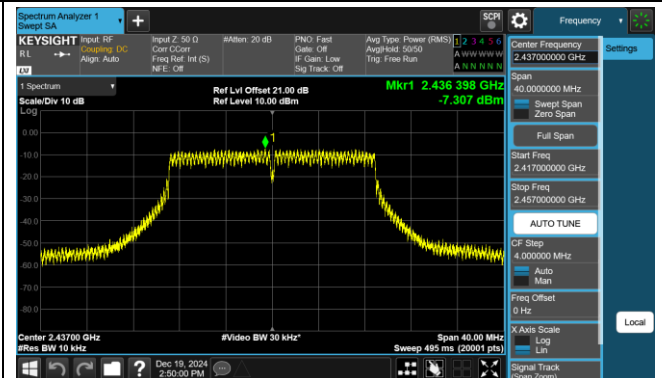 Spectrum Analyzer 1
Swept SA
SCPI
Frequency
KEYSIGHT
RL
Input: RF
Coupling: DC
Align: Auto
Input Z: 50 Ω
Corr CCorr
Freq Ref: Int (S)
NFE: Off
#Atten: 20 dB
PNO: Fast
Gate: Off
IF Gain: Low
Sig Track: Off
Avg Type: Power (RMS)
Avg|Hold: 50/50
Trig: Free Run
1 2 3 4 5 6
A W W W W W
A N N N N N
LXI
1 Spectrum
Scale/Div 10 dB
Log
Ref Lvl Offset 21.00 dB
Ref Level 10.00 dBm
Mkr1 2.436 398 GHz
-7.307 dBm
1
0.00
-10.0
-20.0
-30.0
-40.0
-50.0
-60.0
-70.0
-80.0
Center 2.43700 GHz
#Res BW 10 kHz
#Video BW 30 kHz*
Span 40.00 MHz
Sweep 495 ms (20001 pts)
Center Frequency
2.437000000 GHz
Settings
Span
40.0000000 MHz
Swept Span
Zero Span
Full Span
Start Freq
2.417000000 GHz
Stop Freq
2.457000000 GHz
AUTO TUNE
CF Step
4.000000 MHz
Auto
Man
Freq Offset
0 Hz
X Axis Scale
Log
Lin
Local
Signal Track
(Span Zoom)
?
Dec 19, 2024
2:50:00 PM